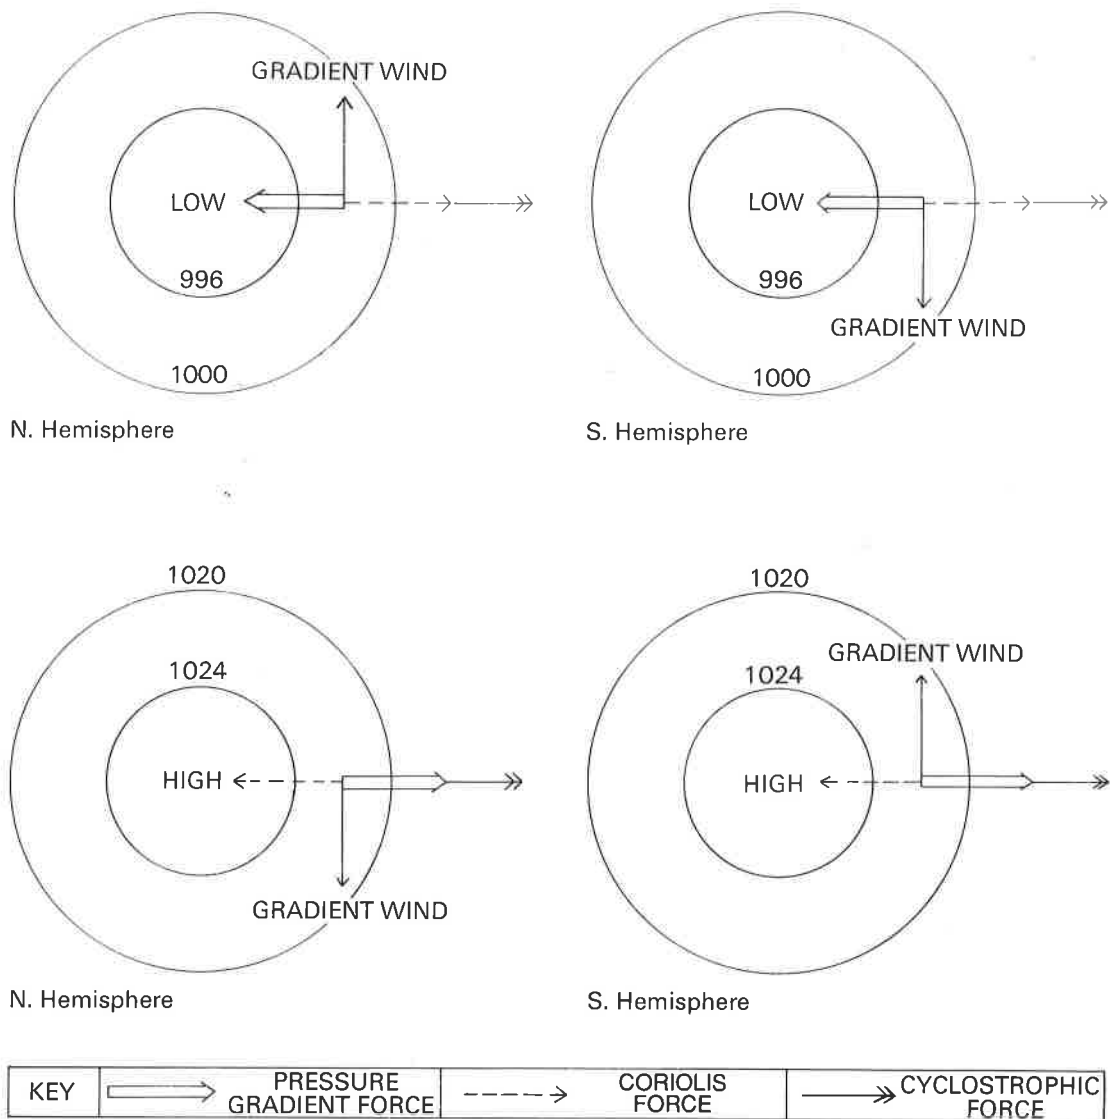 GRADIENT WIND
LOW
996
1000
N. Hemisphere
LOW
996
GRADIENT WIND
1000
S. Hemisphere
1020
1024
HIGH
GRADIENT WIND
N. Hemisphere
1020
GRADIENT WIND
1024
HIGH
S. Hemisphere
KEY
PRESSURE
GRADIENT FORCE
CORIOLIS
FORCE
CYCLOSTROPHIC
FORCE